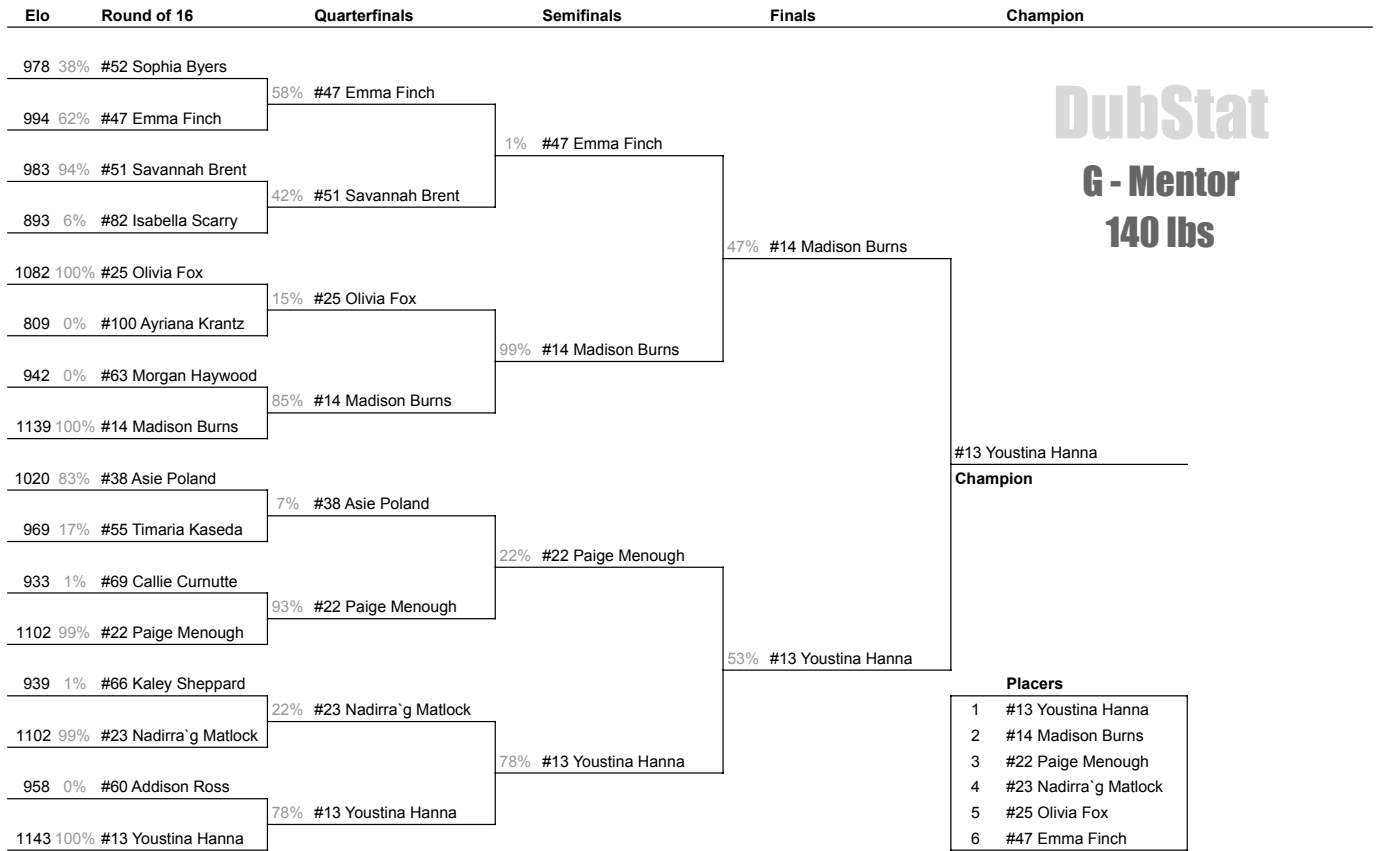 Elo Round of 16 Quarterfinals Semifinals Finals Champion
978 38% #52 Sophia Byers
58% #47 Emma Finch
994 62% #47 Emma Finch
1% #47 Emma Finch
983 94% #51 Savannah Brent
42% #51 Savannah Brent
893 6% #82 Isabella Scarry
47% #14 Madison Burns
1082 100% #25 Olivia Fox
15% #25 Olivia Fox
809 0% #100 Ayriana Krantz
99% #14 Madison Burns
942 0% #63 Morgan Haywood
85% #14 Madison Burns
1139 100% #14 Madison Burns
#13 Youstina Hanna
Champion
1020 83% #38 Asie Poland
7% #38 Asie Poland
969 17% #55 Timaria Kaseda
22% #22 Paige Menough
933 1% #69 Callie Curnutte
93% #22 Paige Menough
1102 99% #22 Paige Menough
53% #13 Youstina Hanna
939 1% #66 Kaley Sheppard
22% #23 Nadirra`g Matlock
1102 99% #23 Nadirra`g Matlock
78% #13 Youstina Hanna
958 0% #60 Addison Ross
78% #13 Youstina Hanna
1143 100% #13 Youstina Hanna
DubStat
G - Mentor
140 lbs
Placers
1 #13 Youstina Hanna
2 #14 Madison Burns
3 #22 Paige Menough
4 #23 Nadirra`g Matlock
5 #25 Olivia Fox
6 #47 Emma Finch